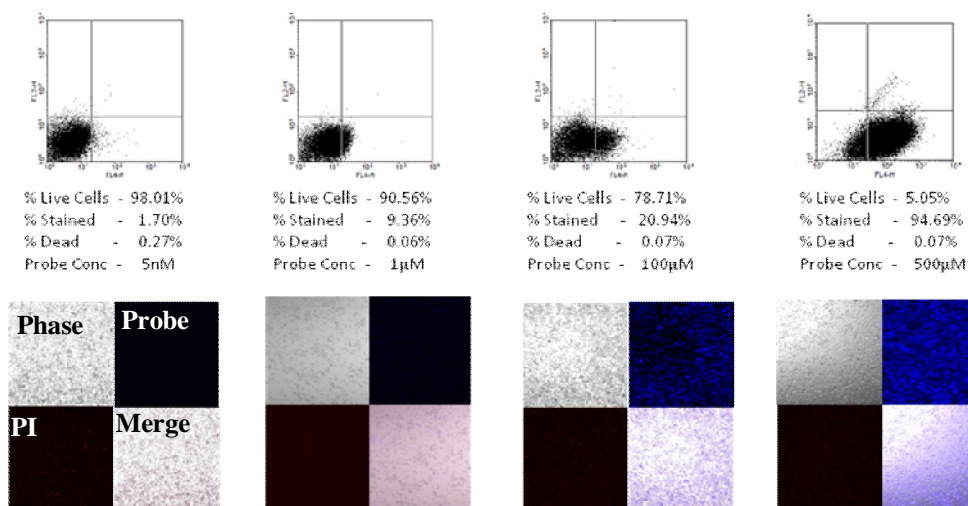 % Live Cells - 98.01%
% Stained - 1.70%
% Dead - 0.27%
Probe Conc - 5nM
% Live Cells - 90.56%
% Stained - 9.36%
% Dead - 0.06%
Probe Conc - 1µM
% Live Cells - 78.71%
% Stained - 20.94%
% Dead - 0.07%
Probe Conc - 100µM
% Live Cells - 5.05%
% Stained - 94.69%
% Dead - 0.07%
Probe Conc - 500µM
Phase
Probe
PI
Merge